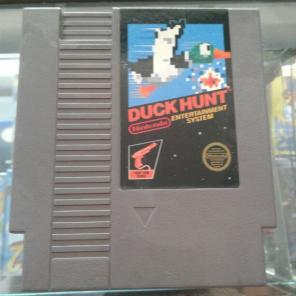 DUCK HUNT
Nintendo
ENTERTAINMENT
SYSTEM